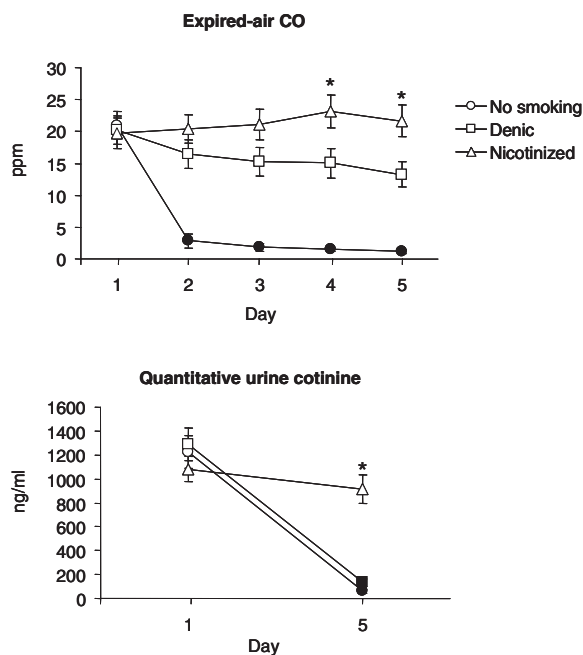 Expired-air CO
30
25
20
15
10
5
0
ppm
* *
No smoking
Denic
Nicotinized
1 2 3 4 5
Day
Quantitative urine cotinine
1600
1400
1200
1000
800
600
400
200
0
ng/ml
*
1 5
Day